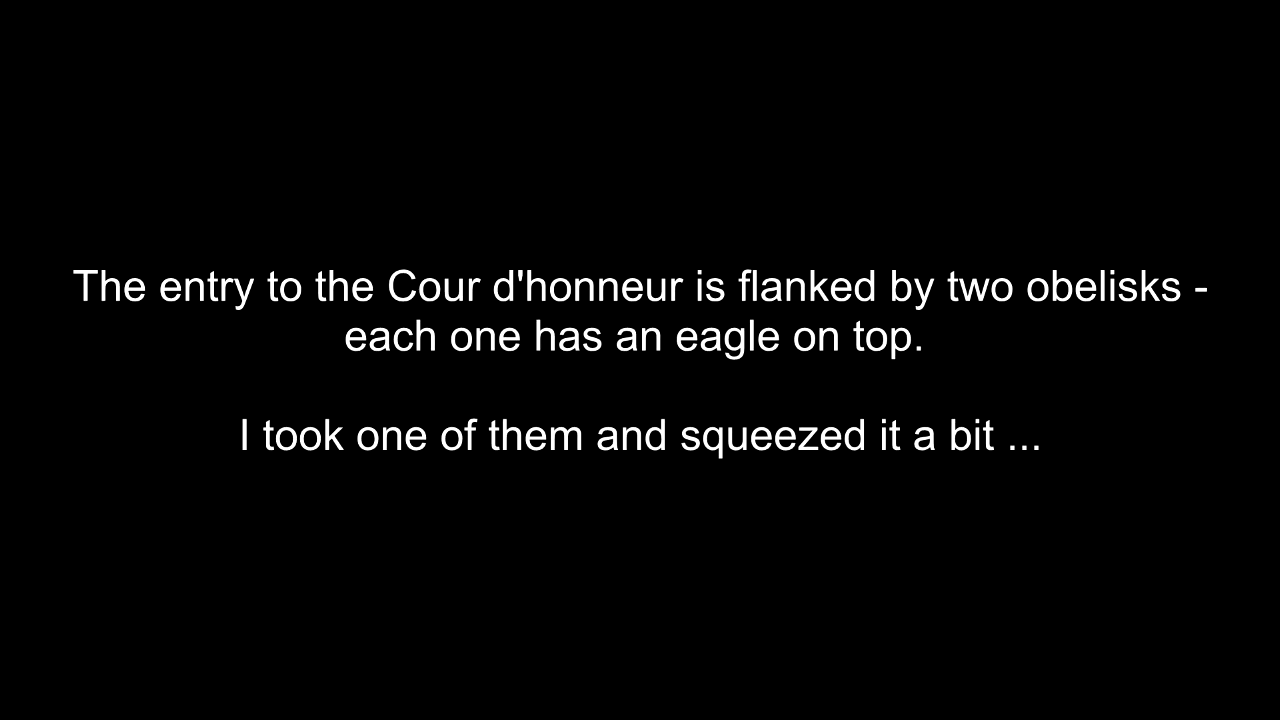 The entry to the Cour d'honneur is flanked by two obelisks -
each one has an eagle on top.
I took one of them and squeezed it a bit ...